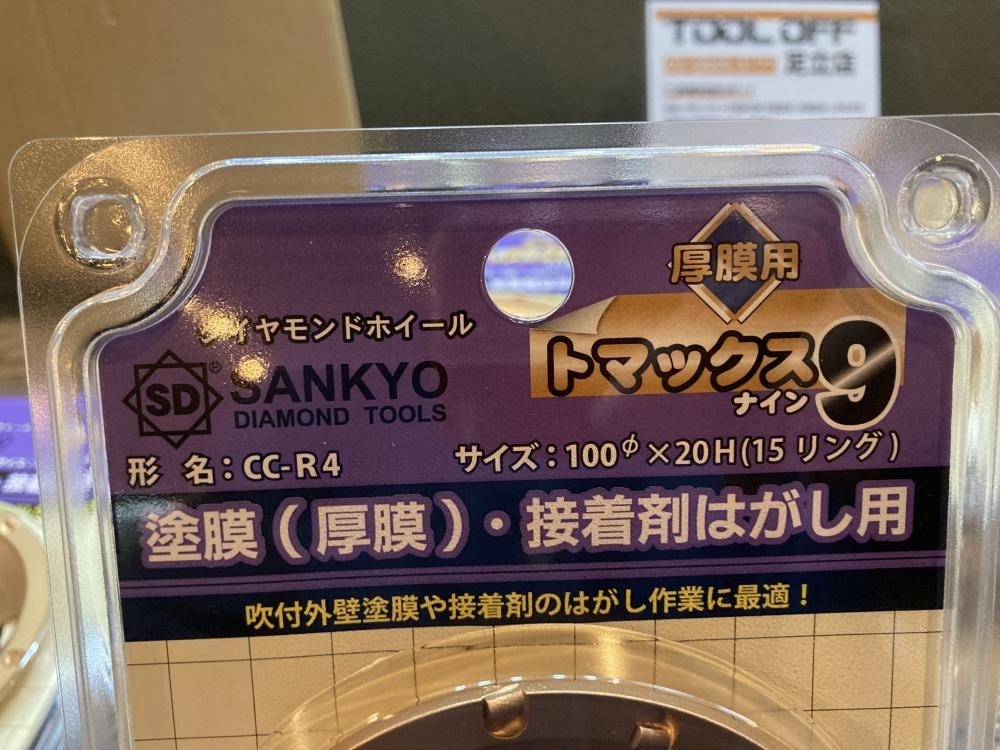 TOOL OFF
足立店
厚膜用
ダイヤモンドホイール
トマックス9
ナイン
SD®
SANKYO
DIAMOND TOOLS
形 名：CC-R4
サイズ：100φ×20H(15 リング)
塗膜(厚膜)・接着剤はがし用
吹付外壁塗膜や接着剤のはがし作業に最適！